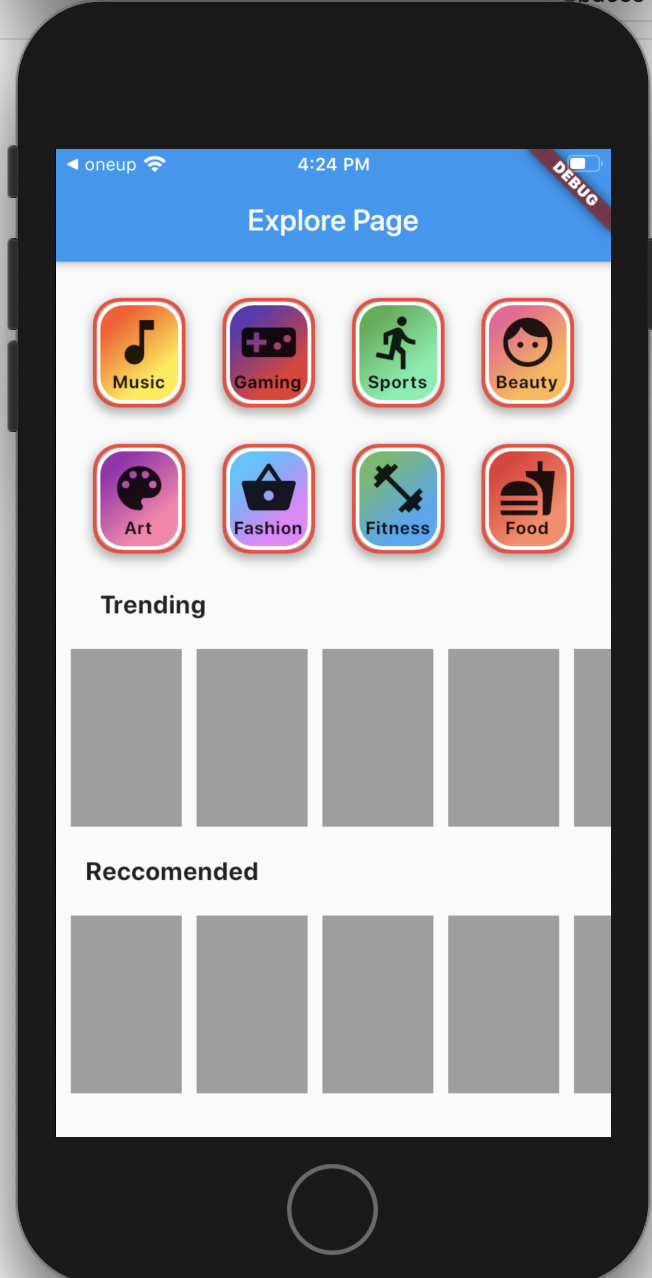 ◀ oneup 4:24 PM
DEBUG
Explore Page
Music Gaming Sports Beauty
Art Fashion Fitness Food
Trending
Reccomended